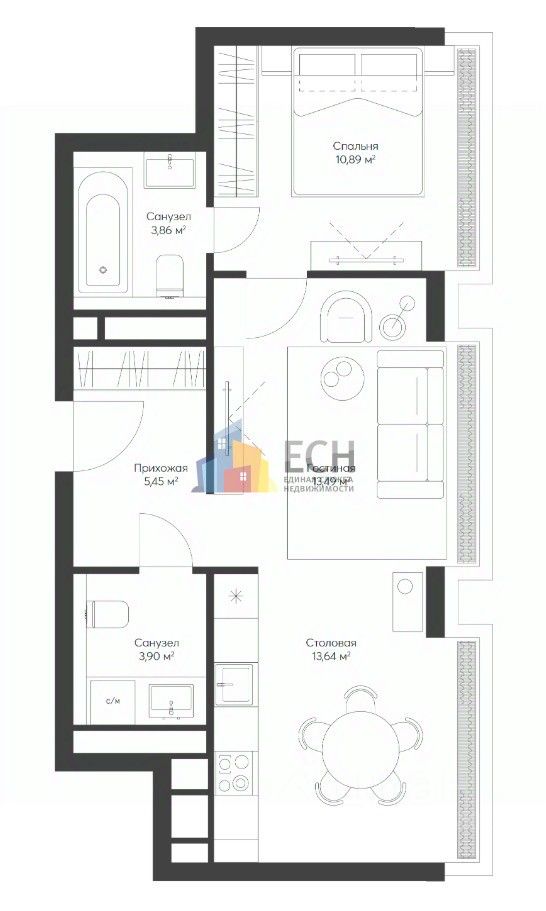 Спальня
10,89 м²
Санузел
3,86 м²
ЕСН
Прихожая
5,45 м²
Гостиная
13,49 м²
ЕДИНАЯ СЛУЖБА
НЕДВИЖИМОСТИ
Санузел
3,90 м²
Столовая
13,64 м²
с/м